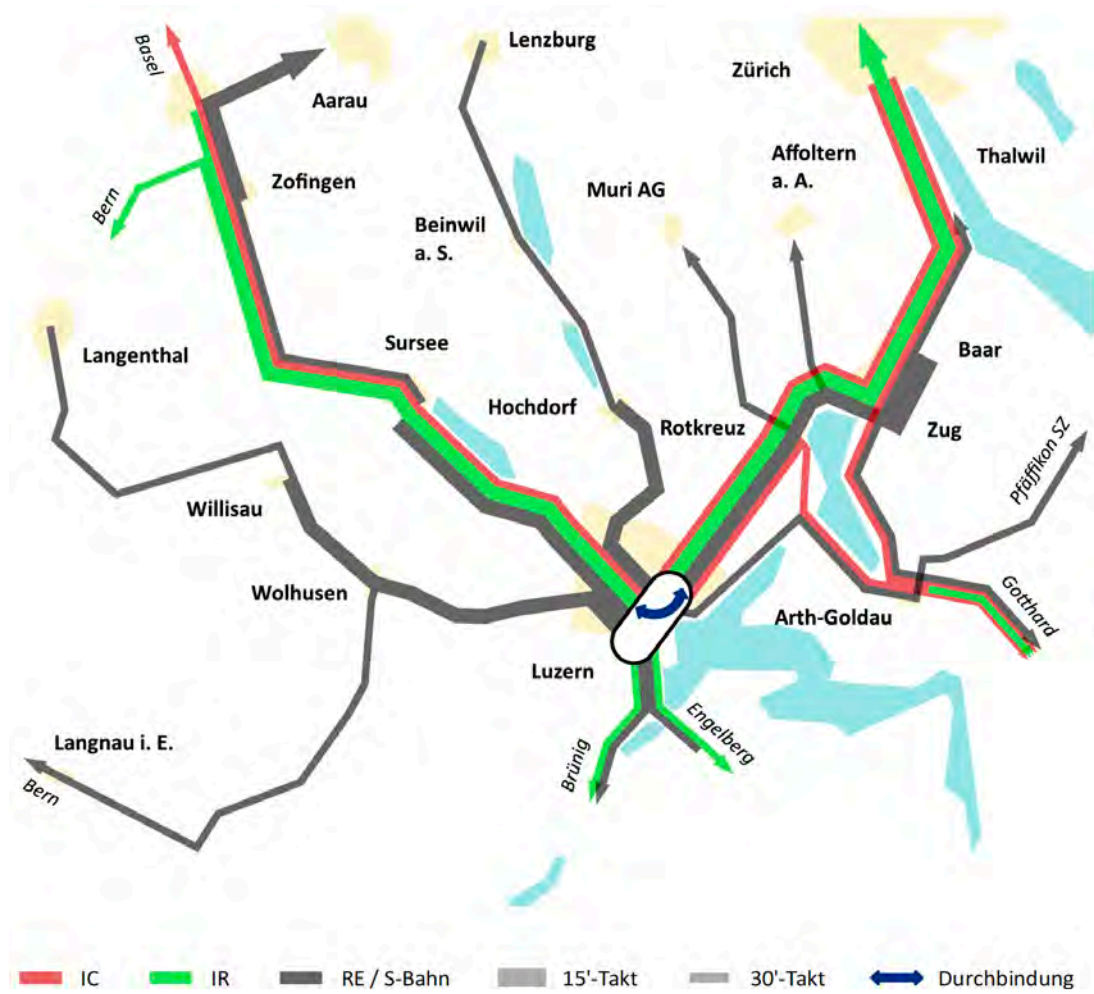 Basel
Lenzburg
Zürich
Aarau
Affoltern
a. A.
Thalwil
Zofingen
Muri AG
Bern
Beinwil
a. S.
Sursee
Langenthal
Baar
Hochdorf
Rotkreuz
Zug
Pfäffikon SZ
Willisau
Wolhusen
Gotthard
Arth-Goldau
Luzern
Engelberg
Langnau i. E.
Brünig
Bern
IC
IR
RE / S-Bahn
15'-Takt
30'-Takt
Durchbindung